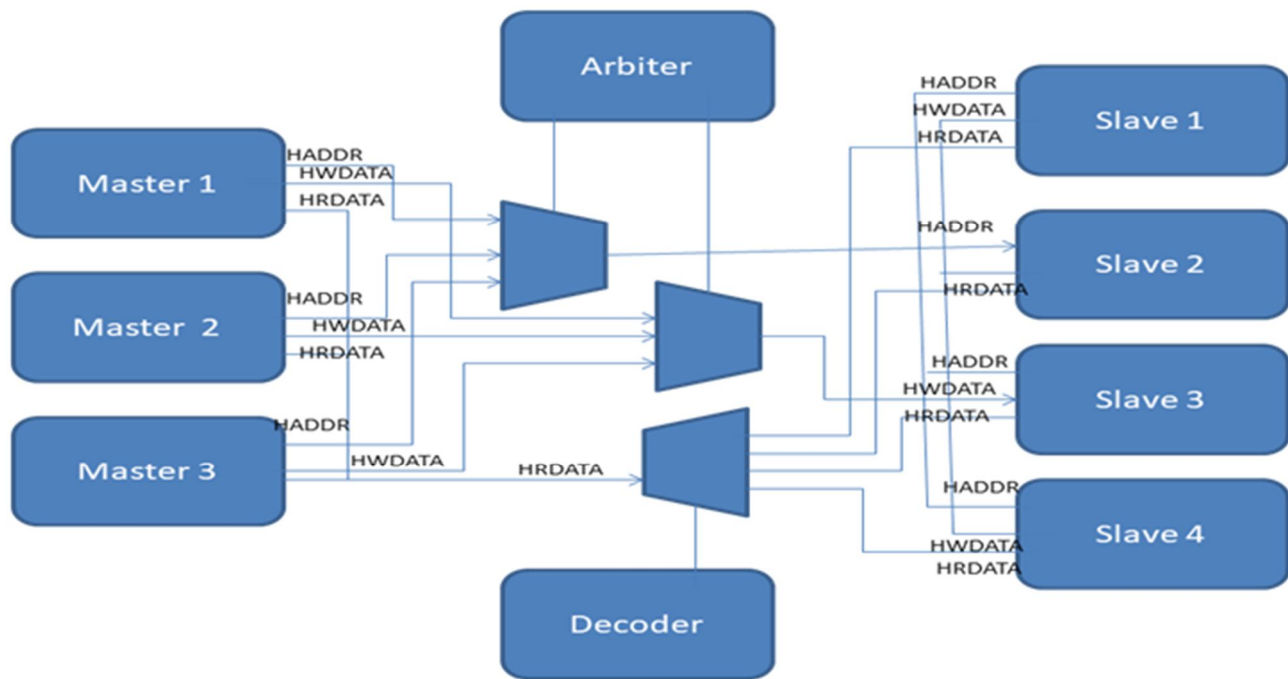 Arbiter
Master 1
HADDR
HWDATA
HRDATA
Master 2
HADDR
HWDATA
HRDATA
Master 3
HADDR
HWDATA
HRDATA
Decoder
HADDR
HWDATA
HRDATA
Slave 1
HADDR
Slave 2
HRDATA
HADDR
HWDATA
HRDATA
Slave 3
HADDR
Slave 4
HWDATA
HRDATA